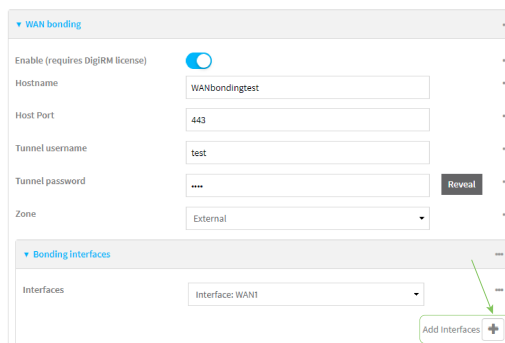 WAN bonding
Enable (requires DigiRM license)
Hostname WANbondingtest
Host Port 443
Tunnel username test
Tunnel password •••• Reveal
Zone External
Bonding interfaces
Interfaces Interface: WAN1
Add Interfaces